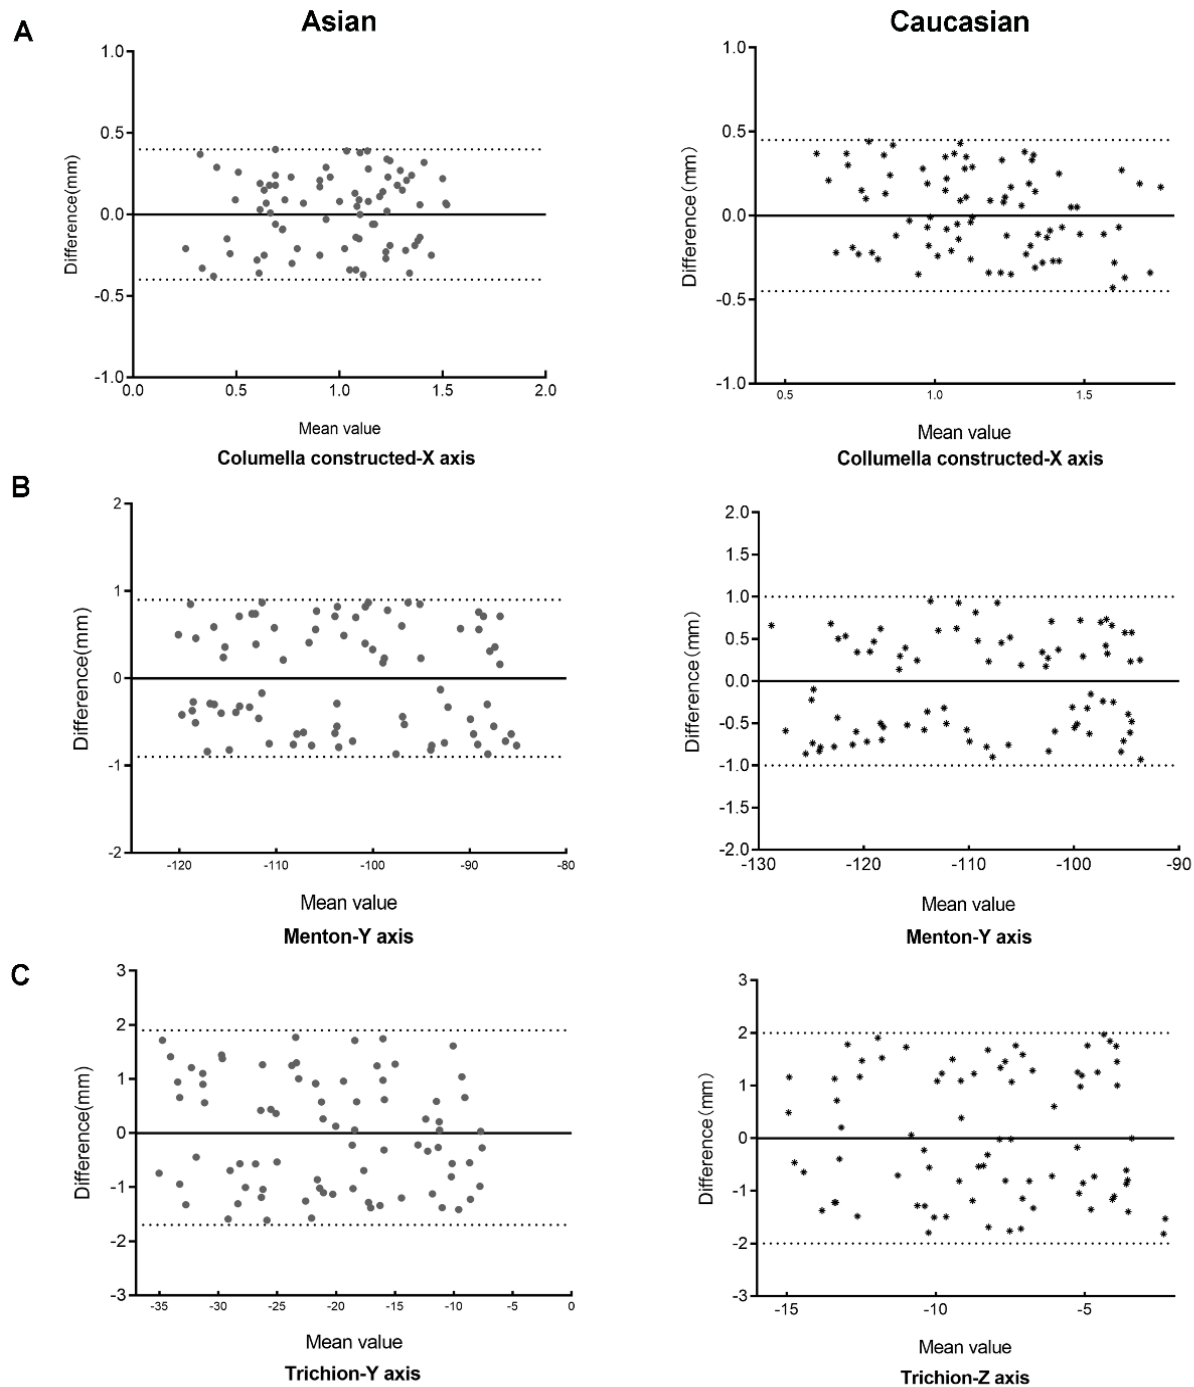 A
Asian
Caucasian
1.0
0.5
0.0
-0.5
-1.0
Difference(mm)
0.0
0.5
1.0
1.5
2.0
Mean value
Columella constructed-X axis
1.0
0.5
0.0
-0.5
-1.0
Difference (mm)
0.5
1.0
1.5
Mean value
Collumella constructed-X axis
B
2
1
0
-1
-2
Difference(mm)
-120
-110
-100
-90
-80
Mean value
Menton-Y axis
2.0
1.5
1.0
0.5
0.0
-0.5
-1.0
-1.5
-2.0
Difference (mm)
-130
-120
-110
-100
-90
Mean value
Menton-Y axis
C
3
2
1
0
-1
-2
-3
Difference(mm)
-35
-30
-25
-20
-15
-10
-5
0
Mean value
Trichion-Y axis
3
2
1
0
-1
-2
-3
Difference (mm)
-15
-10
-5
Mean value
Trichion-Z axis